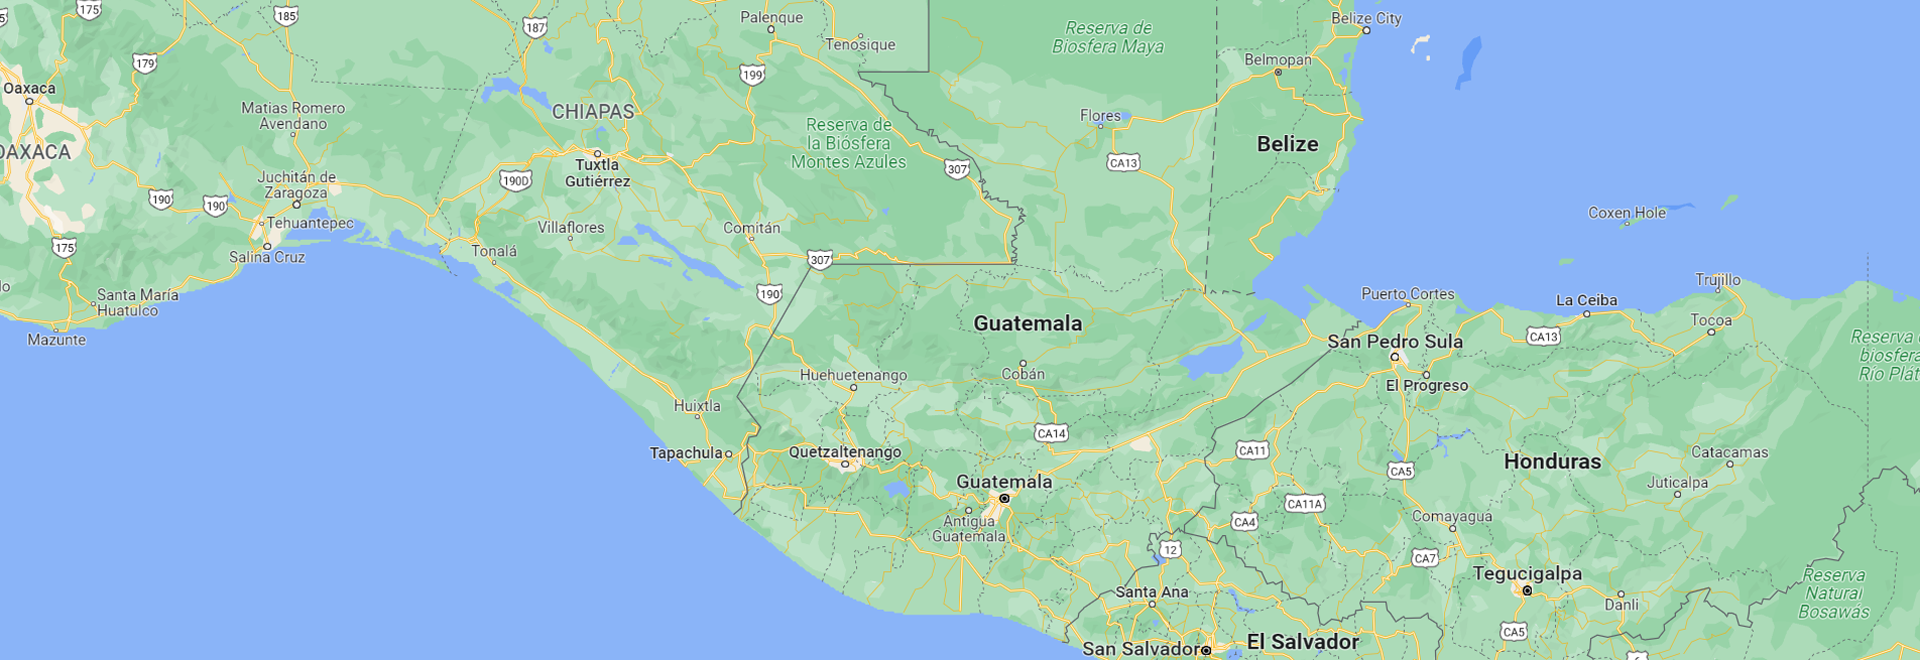 175
185
187
Palenque
Tenosique
Reserva de
Biosfera Maya
Belize City
Belmopan
179
199
Oaxaca
Matias Romero
Avendano
CHIAPAS
Reserva de
la Biósfera
Montes Azules
Flores
Belize
OAXACA
Tuxtla
Gutiérrez
CA13
307
190D
Juchitán de
Zaragoza
190
190
Tehuantepec
Villaflores
Comitán
Coxen Hole
175
Salina Cruz
Tonalá
307
190
Santa María
Huatulco
Mazunte
Puerto Cortes
La Ceiba
Trujillo
Tocoa
Guatemala
San Pedro Sula
CA13
El Progreso
Reserva
biosfera
Río Plát
Huehuetenango
Cobán
Huixtla
CA14
Tapachula
Quetzaltenango
CA11
CA5
Honduras
Catacamas
Juticalpa
Guatemala
CA11A
Antigua
Guatemala
CA4
Comayagua
12
CA7
Tegucigalpa
Reserva
Natural
Bosawás
Santa Ana
Danlí
CA5
San Salvador
El Salvador